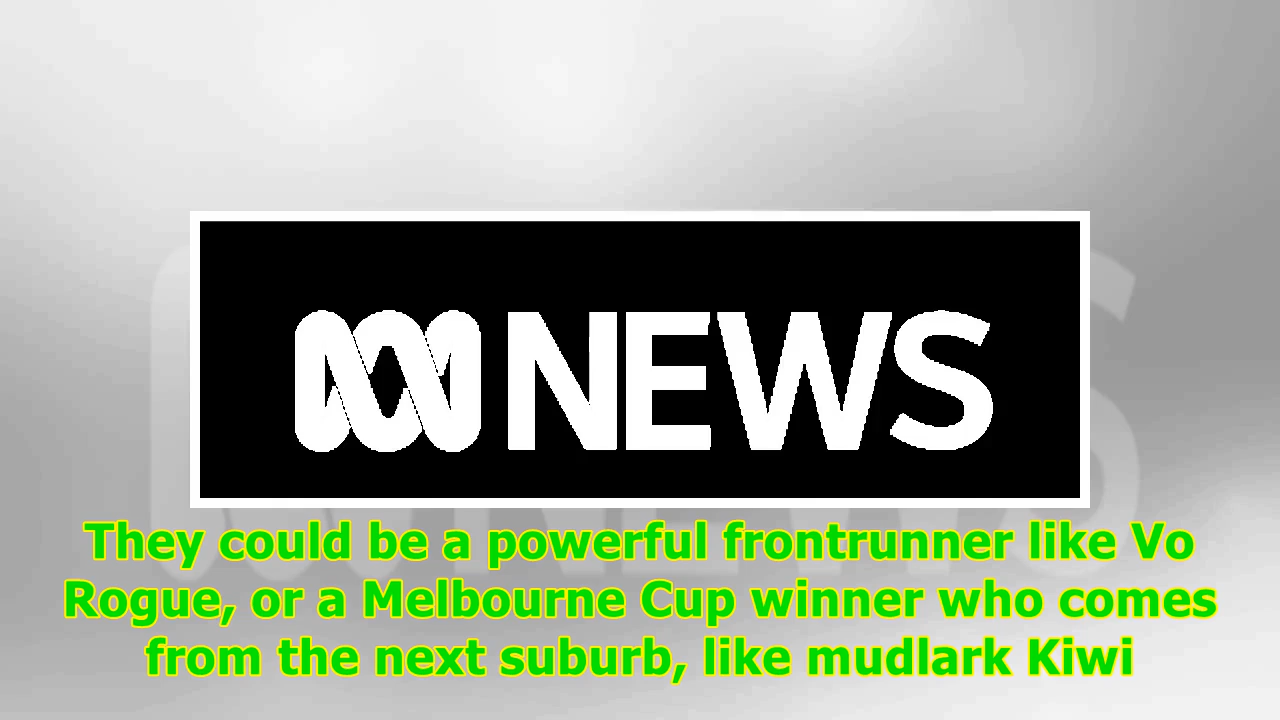 NEWS
They could be a powerful frontrunner like Vo
Rogue, or a Melbourne Cup winner who comes
from the next suburb, like mudlark Kiwi